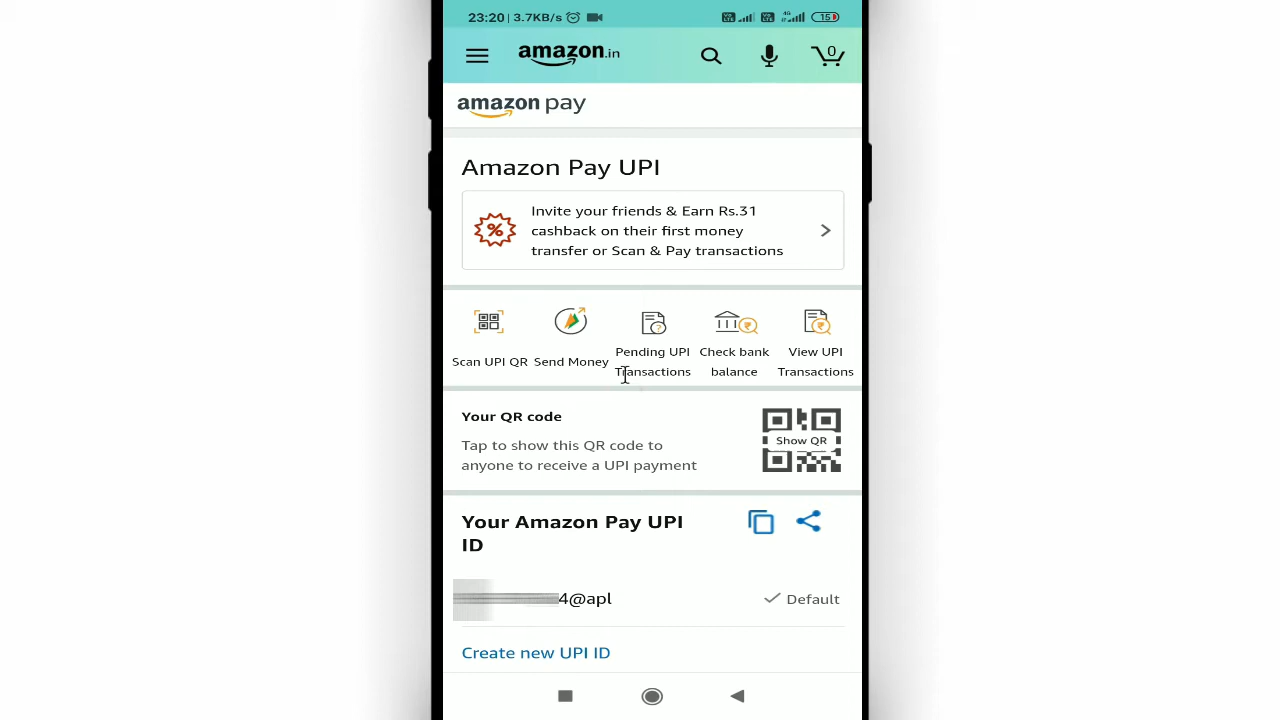 23:20 3.7KB/s 15
amazon.in 0
amazon pay
Amazon Pay UPI
Invite your friends & Earn Rs.31
cashback on their first money
transfer or Scan & Pay transactions
Scan UPI QR
Send Money
Pending UPI
Transactions
Check bank
balance
View UPI
Transactions
Your QR code
Tap to show this QR code to
anyone to receive a UPI payment
Show QR
Your Amazon Pay UPI
ID
4@apl
Default
Create new UPI ID